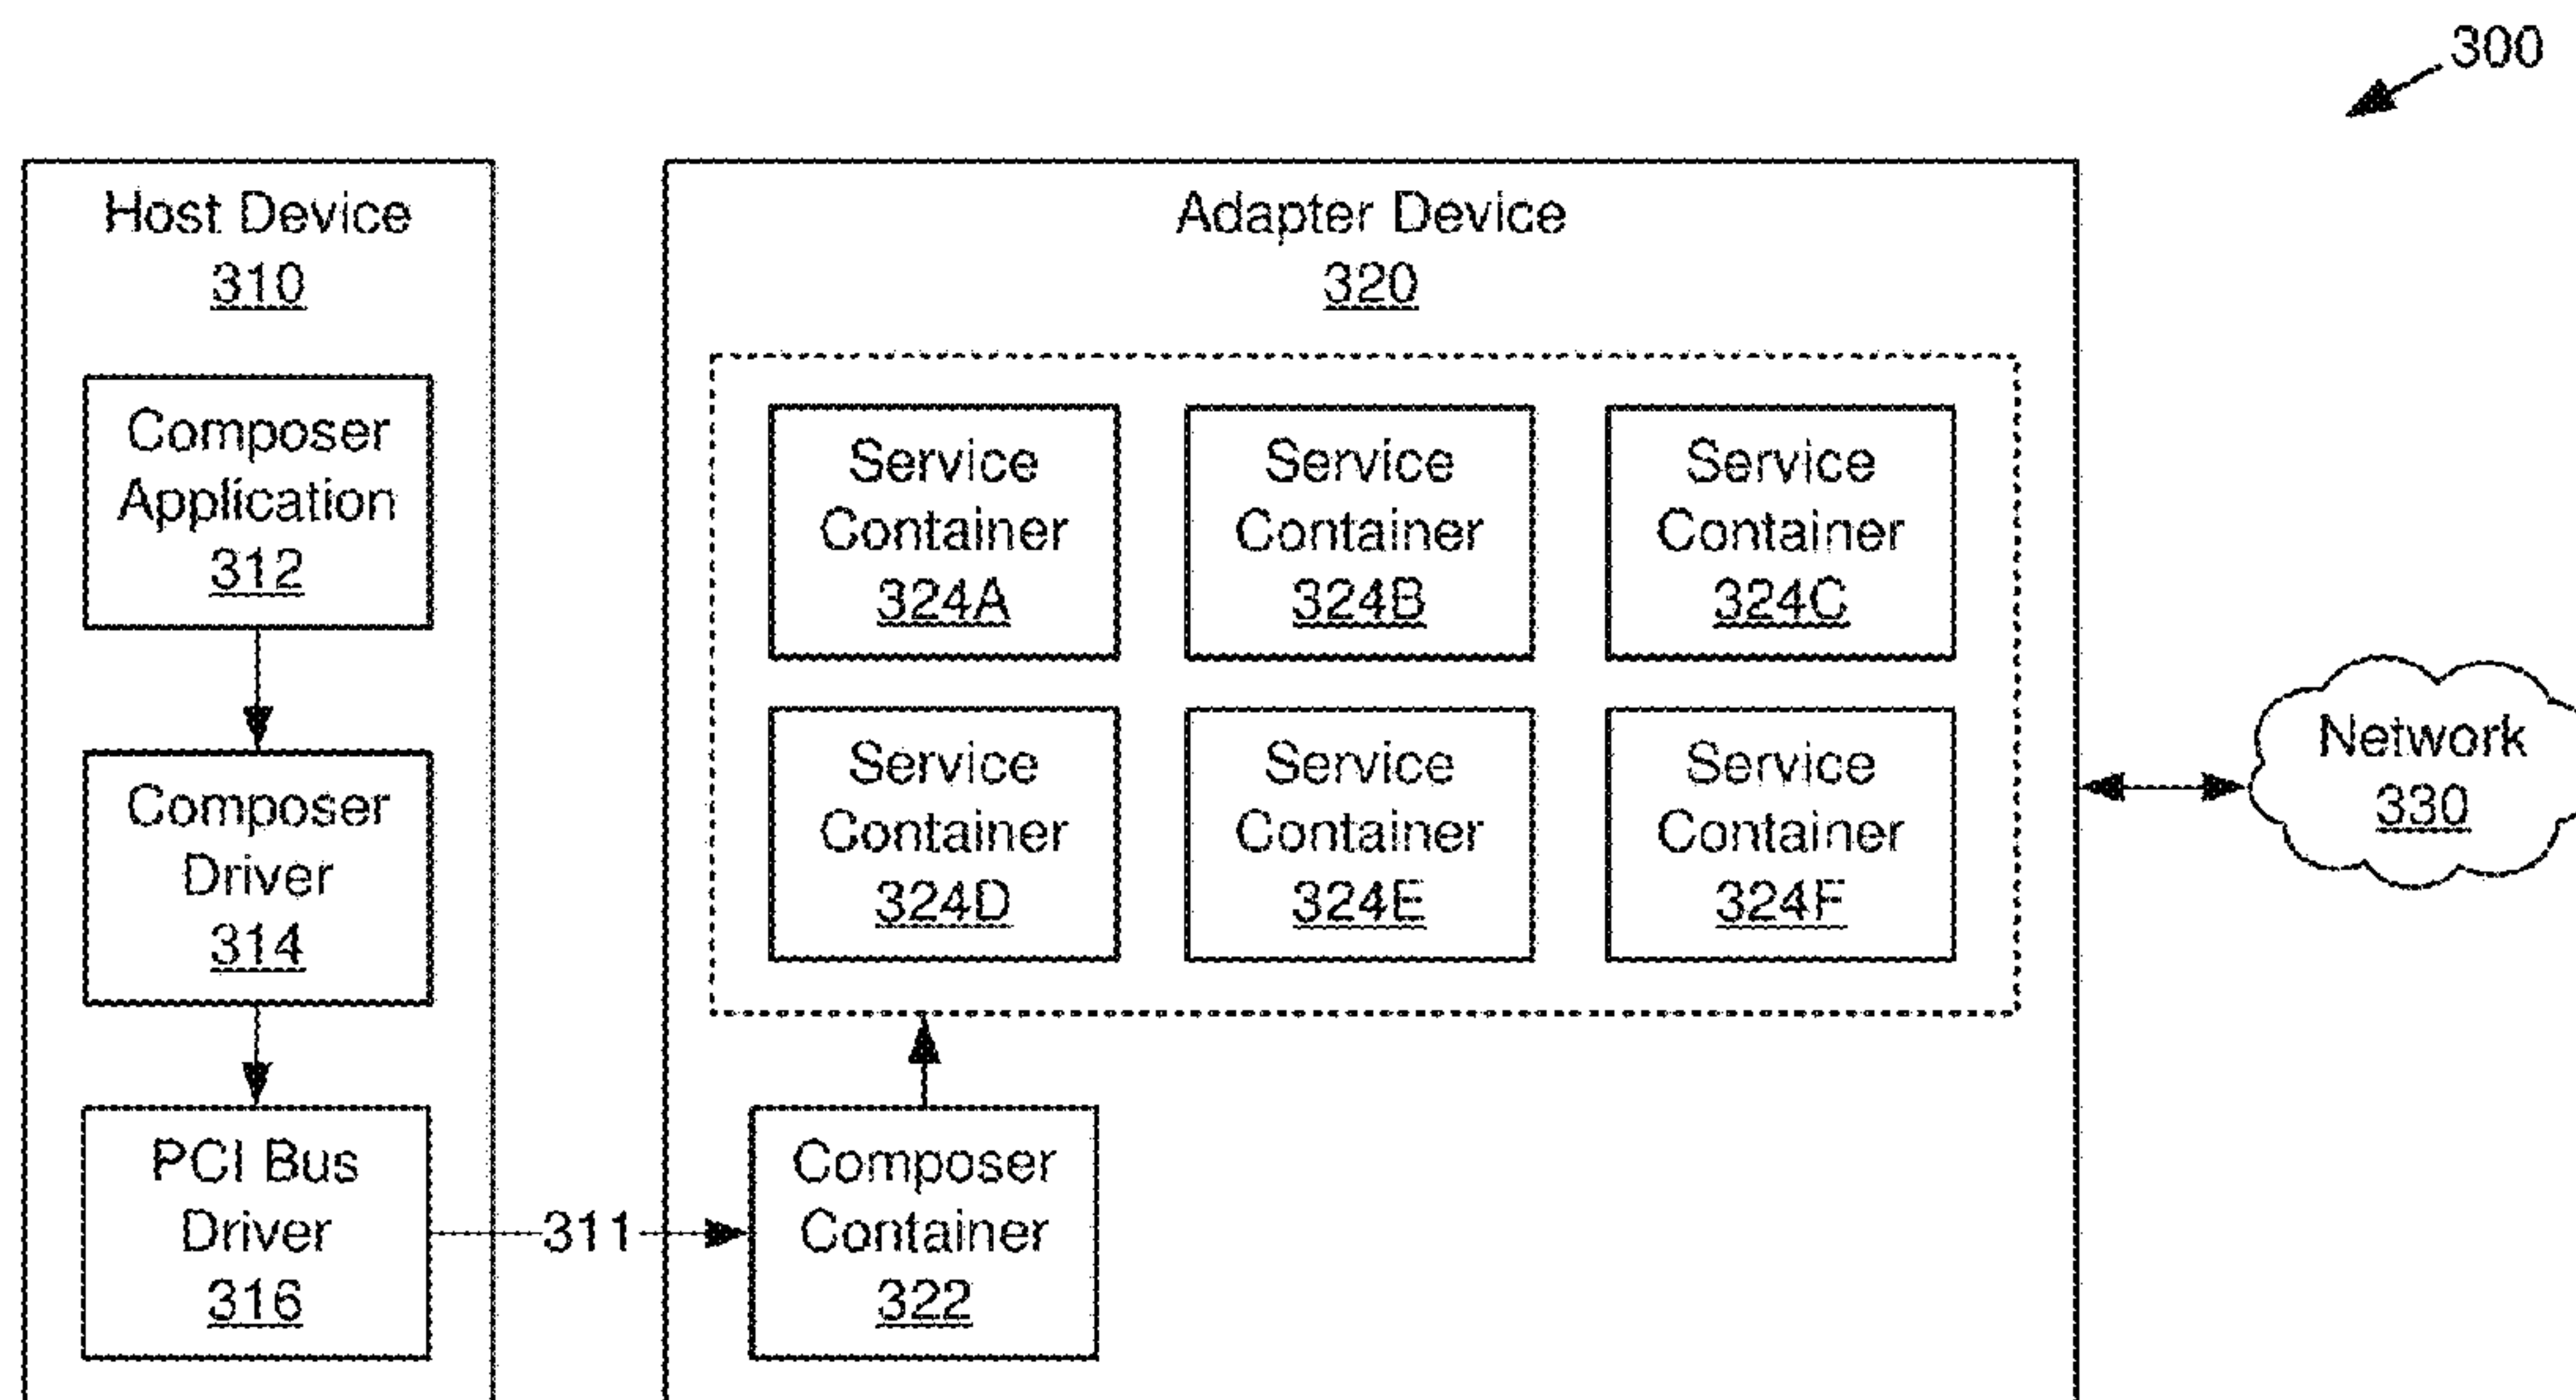 300
Host Device
310
Composer
Application
312
Composer
Driver
314
PCI Bus
Driver
316
311
Adapter Device
320
Service
Container
324A
Service
Container
324B
Service
Container
324C
Service
Container
324D
Service
Container
324E
Service
Container
324F
Composer
Container
322
Network
330